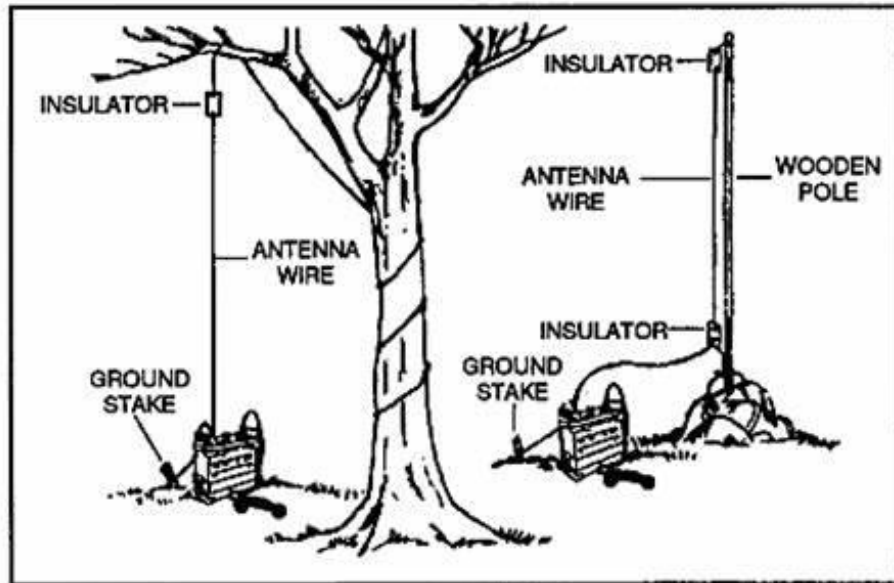 INSULATOR
ANTENNA
WIRE
GROUND
STAKE
INSULATOR
ANTENNA
WIRE
WOODEN
POLE
INSULATOR
GROUND
STAKE